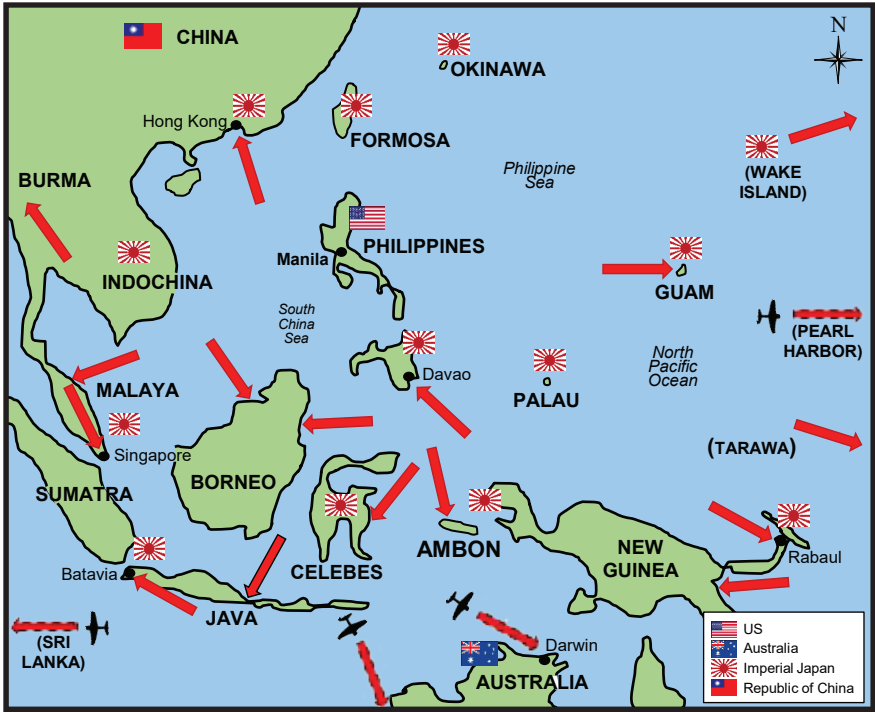 N
CHINA
OKINAWA
Hong Kong
FORMOSA
Philippine
Sea
(WAKE
ISLAND)
BURMA
INDOCHINA
Manila
PHILIPPINES
GUAM
South
China
Sea
(PEARL
HARBOR)
North
Pacific
Ocean
MALAYA
Davao
PALAU
Singapore
(TARAWA)
SUMATRA
BORNEO
CELEBES
AMBON
NEW
GUINEA
Rabaul
Batavia
JAVA
(SRI
LANKA)
Darwin
AUSTRALIA
US
Australia
Imperial Japan
Republic of China